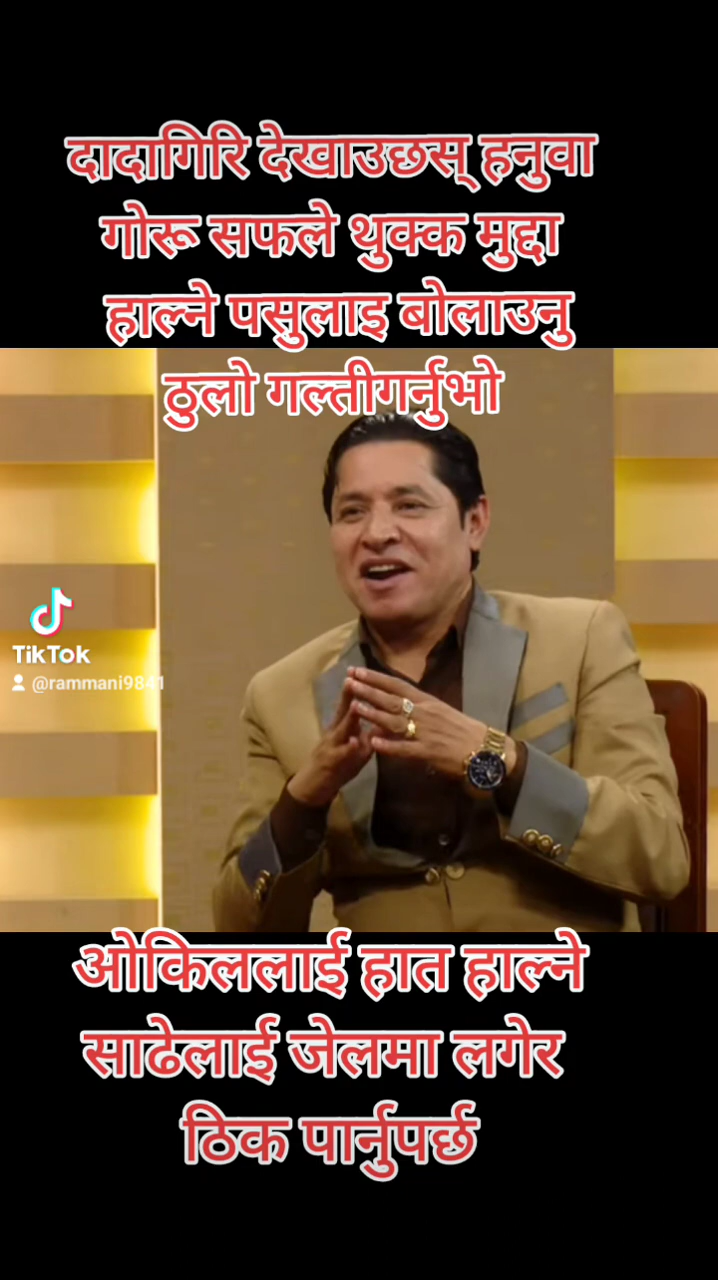 दादागिरि देखाउछस् हनुवा
गोरू सफले थुक्क मुद्दा
हाल्ने पसुलाइ बोलाउनु
ठुलो गल्तीगर्नुभो
TikTok
@rammani9841
ओकिललाई हात हाल्ने
साढेलाई जेलमा लगेर
ठिक पार्नुपर्छ